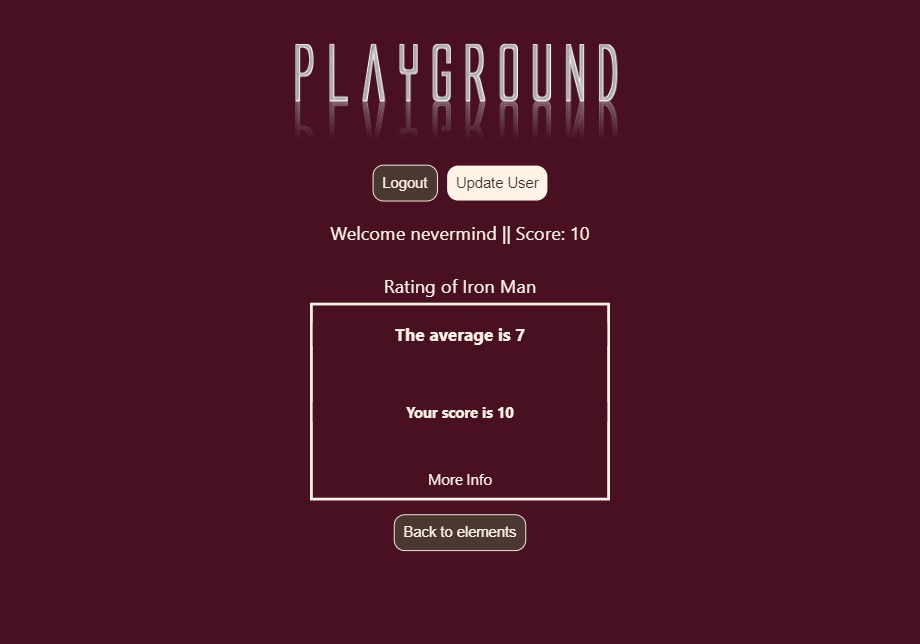 PLAYGROUND
Logout Update User
Welcome nevermind || Score: 10
Rating of Iron Man
The average is 7
Your score is 10
More Info
Back to elements